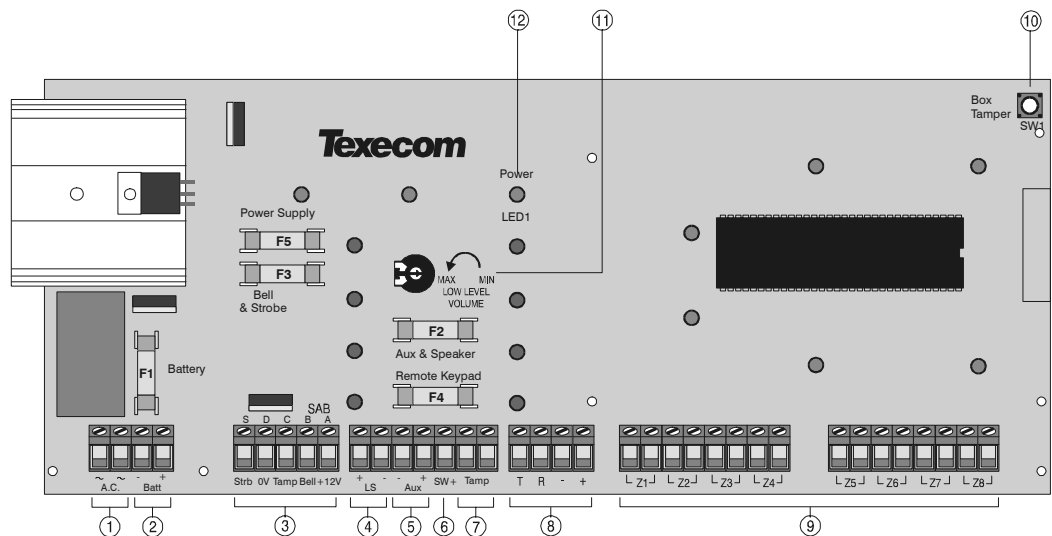 12
11
10
Box
Tamper
SW1
Texecom
Power
LED1
Power Supply
F5
F3
Bell
& Strobe
MAX MIN
LOW LEVEL
VOLUME
F2
Aux & Speaker
Remote Keypad
F4
F1
Battery
SAB
S D C B A
~ ~ - +
A.C. Batt
Strb 0V Tamp Bell +12V
+ - - +
LS Aux SW+ Tamp
T R - +
Z1 Z2 Z3 Z4
Z5 Z6 Z7 Z8
1 2 3 4 5 6 7 8 9